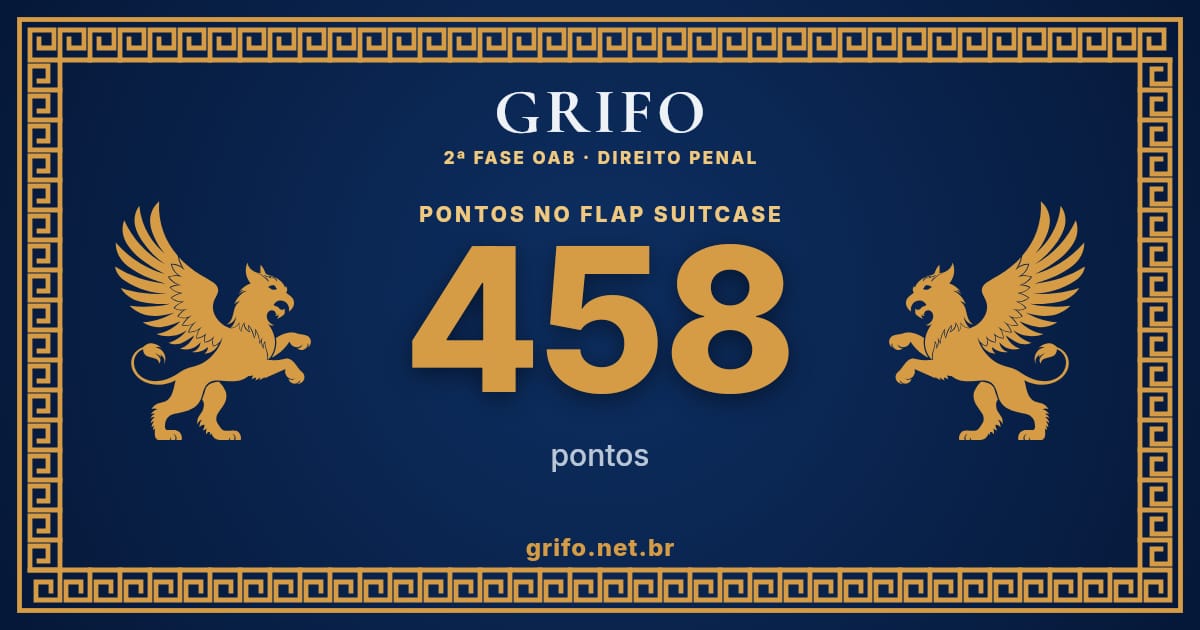 GRIFO
2ª FASE OAB · DIREITO PENAL
PONTOS NO FLAP SUITCASE
458
pontos
grifo.net.br